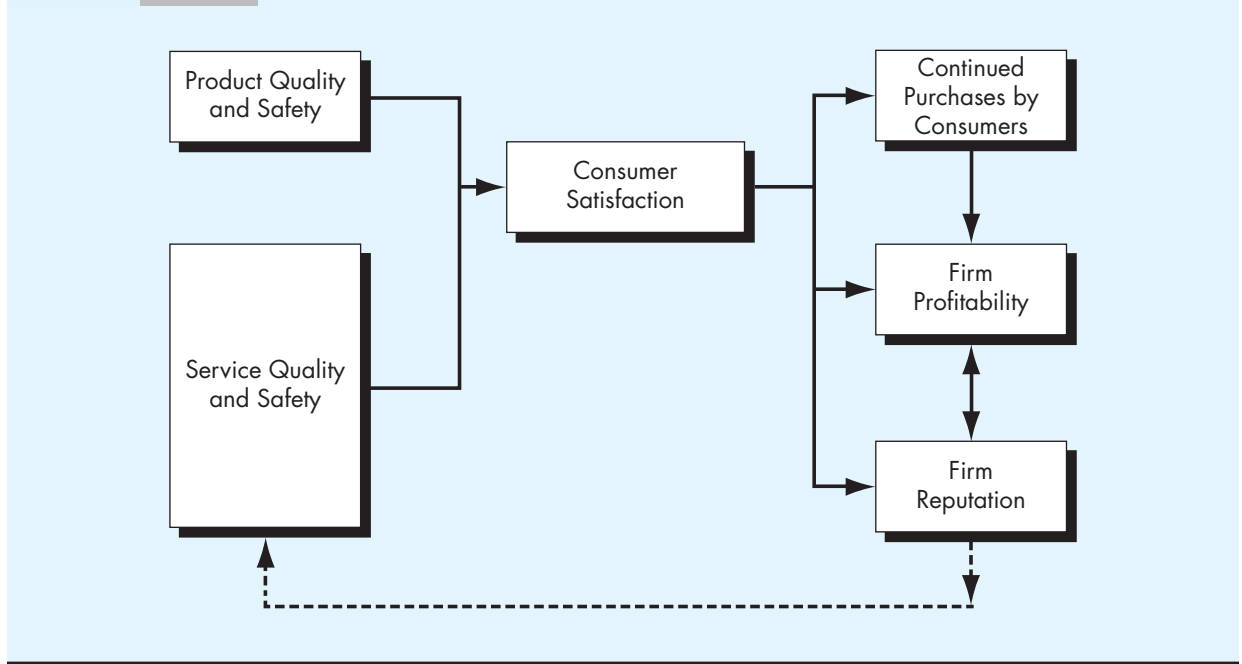 Product Quality
and Safety
Service Quality
and Safety
Consumer
Satisfaction
Continued
Purchases by
Consumers
Firm
Profitability
Firm
Reputation